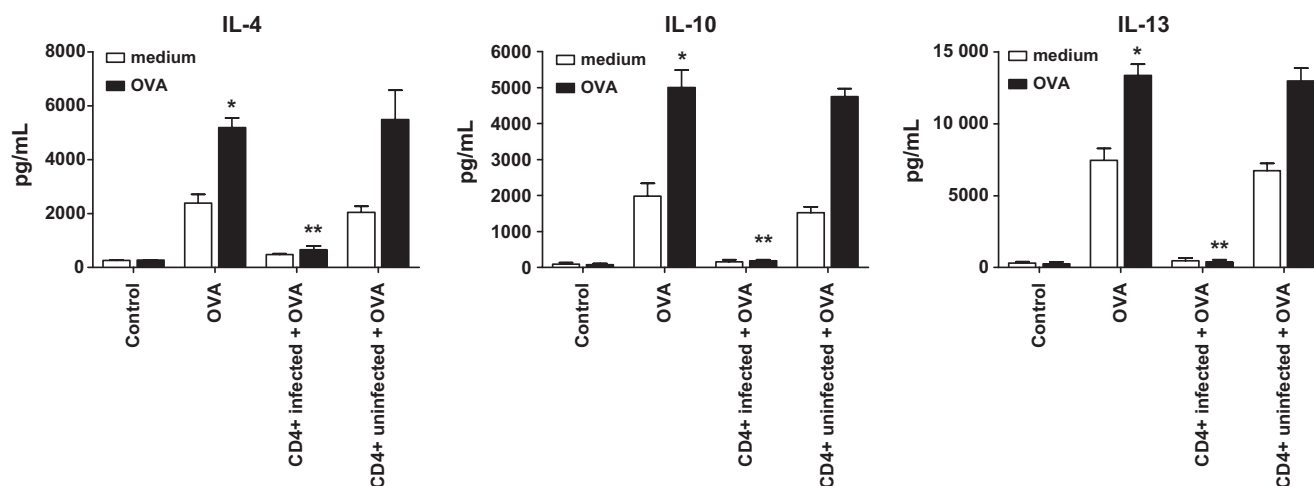 IL-4
8000
6000
4000
2000
0
pg/mL
medium
OVA
*
**
Control
OVA
CD4+ infected + OVA
CD4+ uninfected + OVA
IL-10
6000
5000
4000
3000
2000
1000
0
pg/mL
medium
OVA
*
**
Control
OVA
CD4+ infected + OVA
CD4+ uninfected + OVA
IL-13
15 000
10 000
5000
0
pg/mL
medium
OVA
*
**
Control
OVA
CD4+ infected + OVA
CD4+ uninfected + OVA